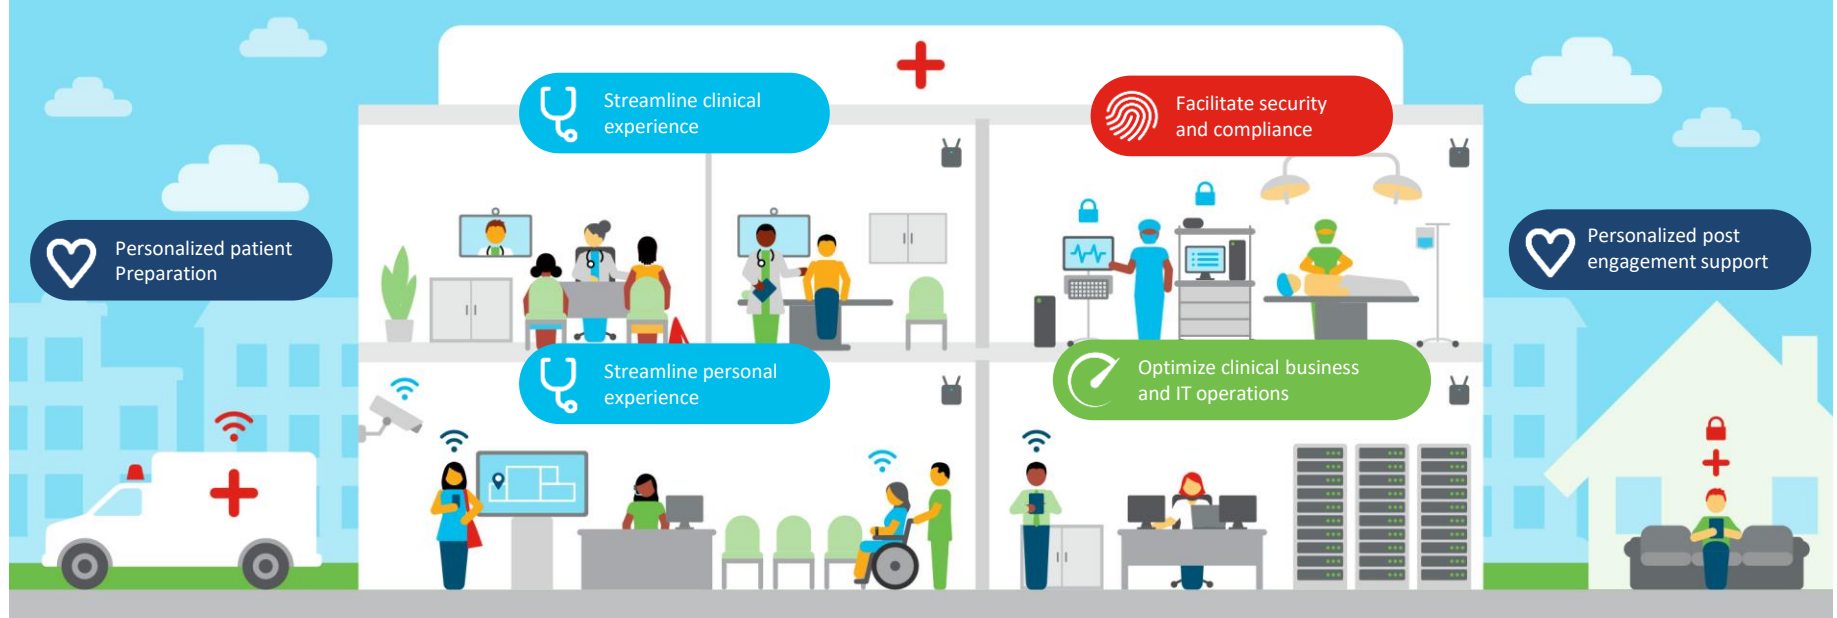 Streamline clinical
experience
Facilitate security
and compliance
Personalized patient
Preparation
Personalized post
engagement support
Streamline personal
experience
Optimize clinical business
and IT operations